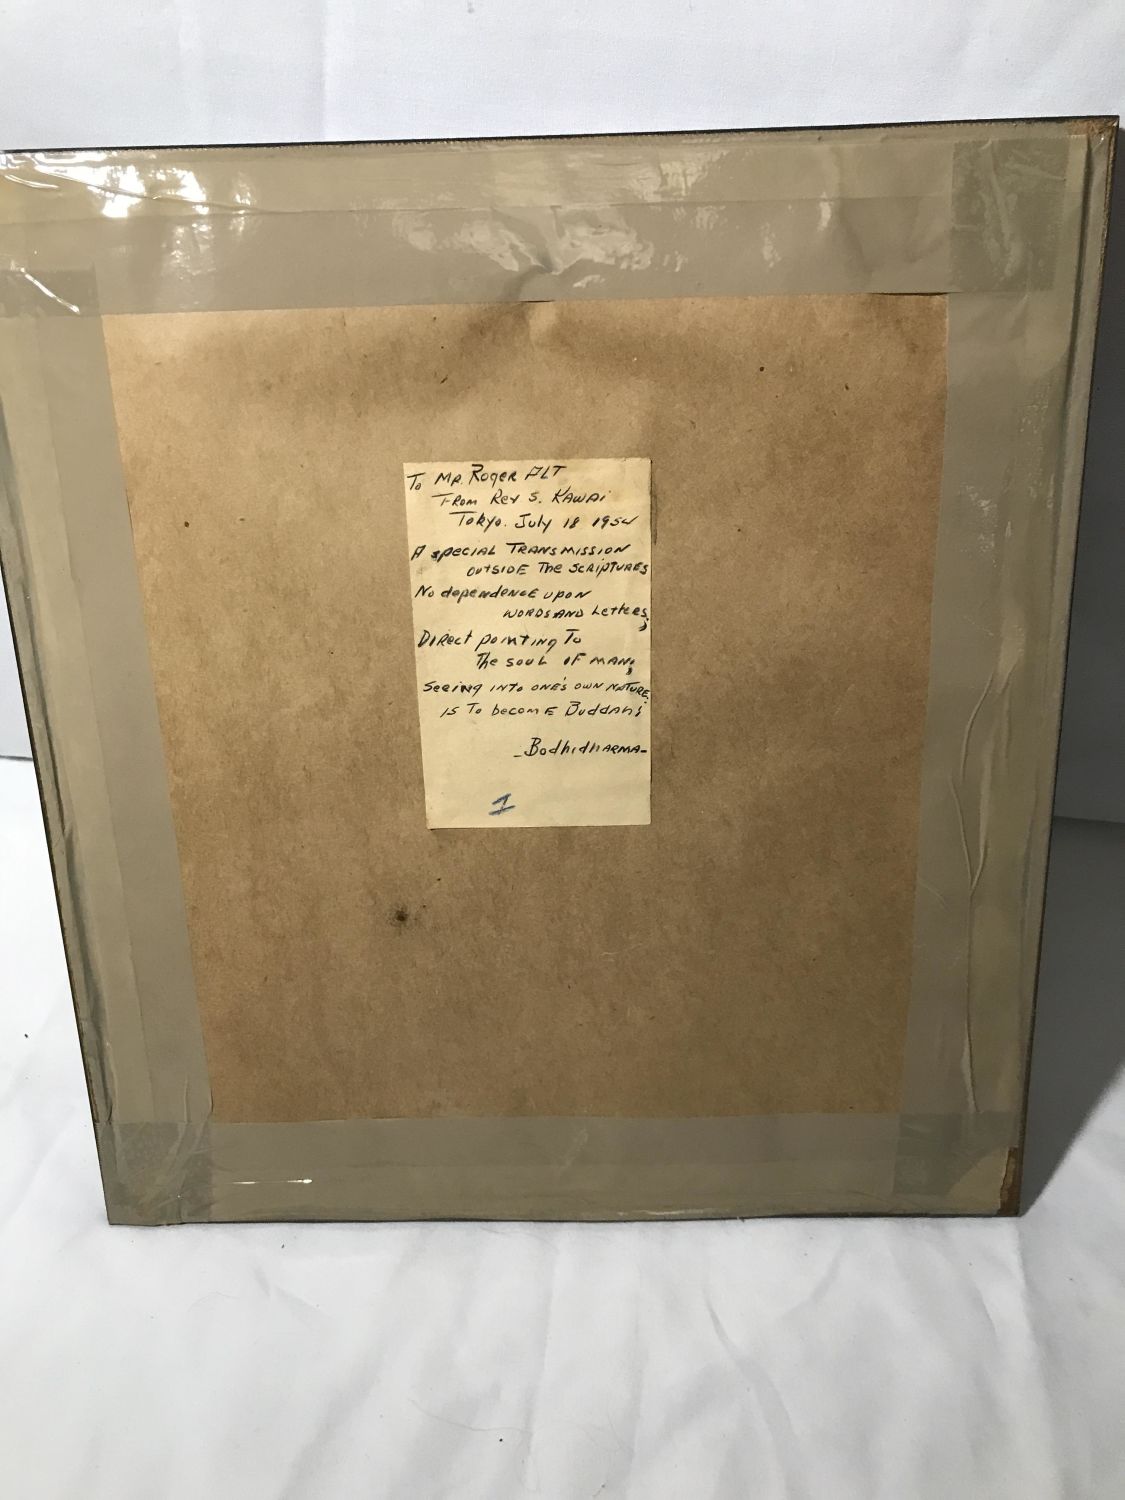 To Mr. Roger ALT
From Rev S. Kawai
Tokyo. July 18 1954
A special Transmission
outside The scriptures
No dependence upon
words and Letters;
Direct pointing To
The soul of man;
Seeing into one's own nature.
is To become Buddah;
-Bodhidharma-
1